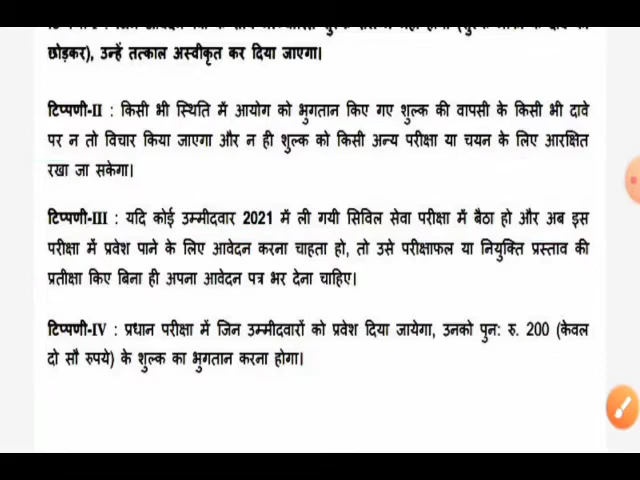 छोड़कर), उन्हें तत्काल अस्वीकृत कर दिया जाएगा।
टिप्पणी-II : किसी भी स्थिति में आयोग को भुगतान किए गए शुल्क की वापसी के किसी भी दावे
पर न तो विचार किया जाएगा और न ही शुल्क को किसी अन्य परीक्षा या चयन के लिए आरक्षित
रखा जा सकेगा।
टिप्पणी-III : यदि कोई उम्मीदवार 2021 में ली गयी सिविल सेवा परीक्षा में बैठा हो और अब इस
परीक्षा में प्रवेश पाने के लिए आवेदन करना चाहता हो, तो उसे परीक्षाफल या नियुक्ति प्रस्ताव की
प्रतीक्षा किए बिना ही अपना आवेदन पत्र भर देना चाहिए।
टिप्पणी-IV : प्रधान परीक्षा में जिन उम्मीदवारों को प्रवेश दिया जायेगा, उनको पुन: रु. 200 (केवल
दो सौ रुपये) के शुल्क का भुगतान करना होगा।